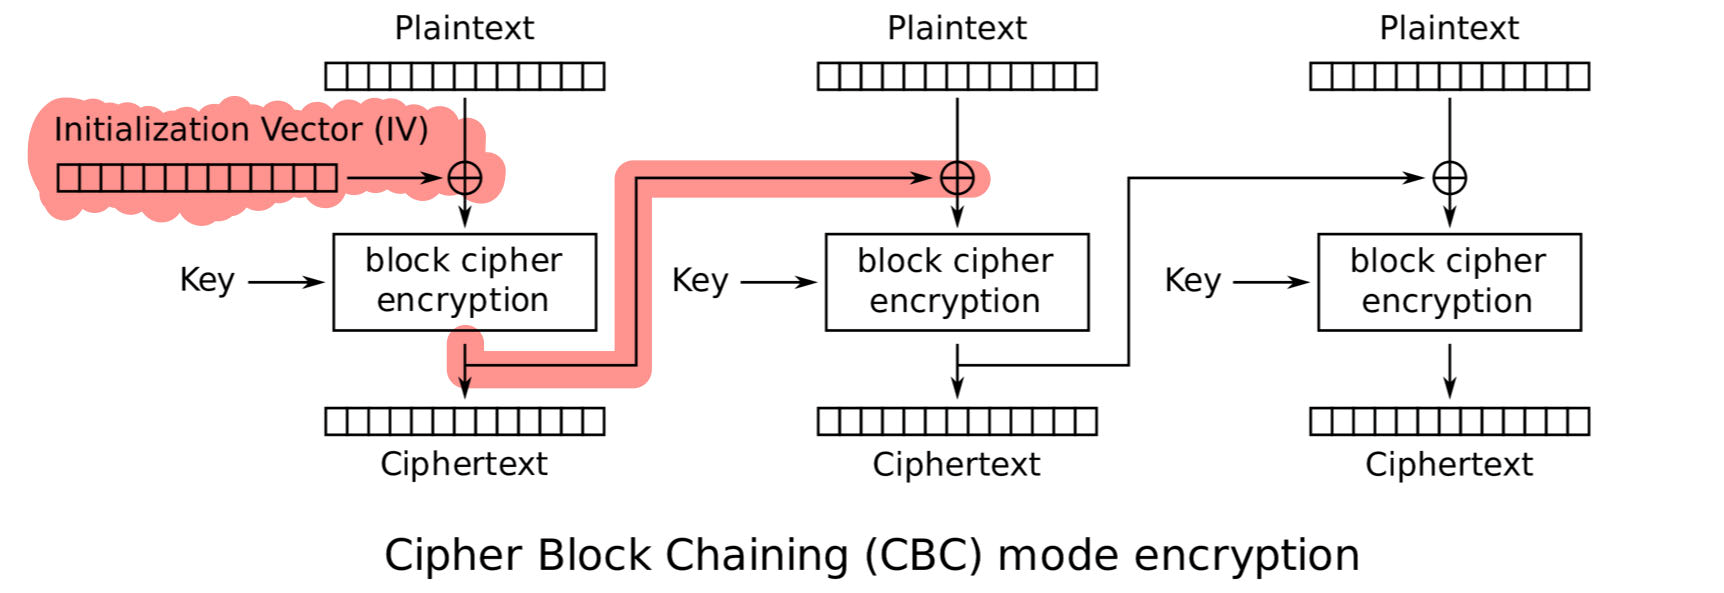 Plaintext
Plaintext
Plaintext
Initialization Vector (IV)
Key
block cipher
encryption
Key
block cipher
encryption
Key
block cipher
encryption
Ciphertext
Ciphertext
Ciphertext
Cipher Block Chaining (CBC) mode encryption